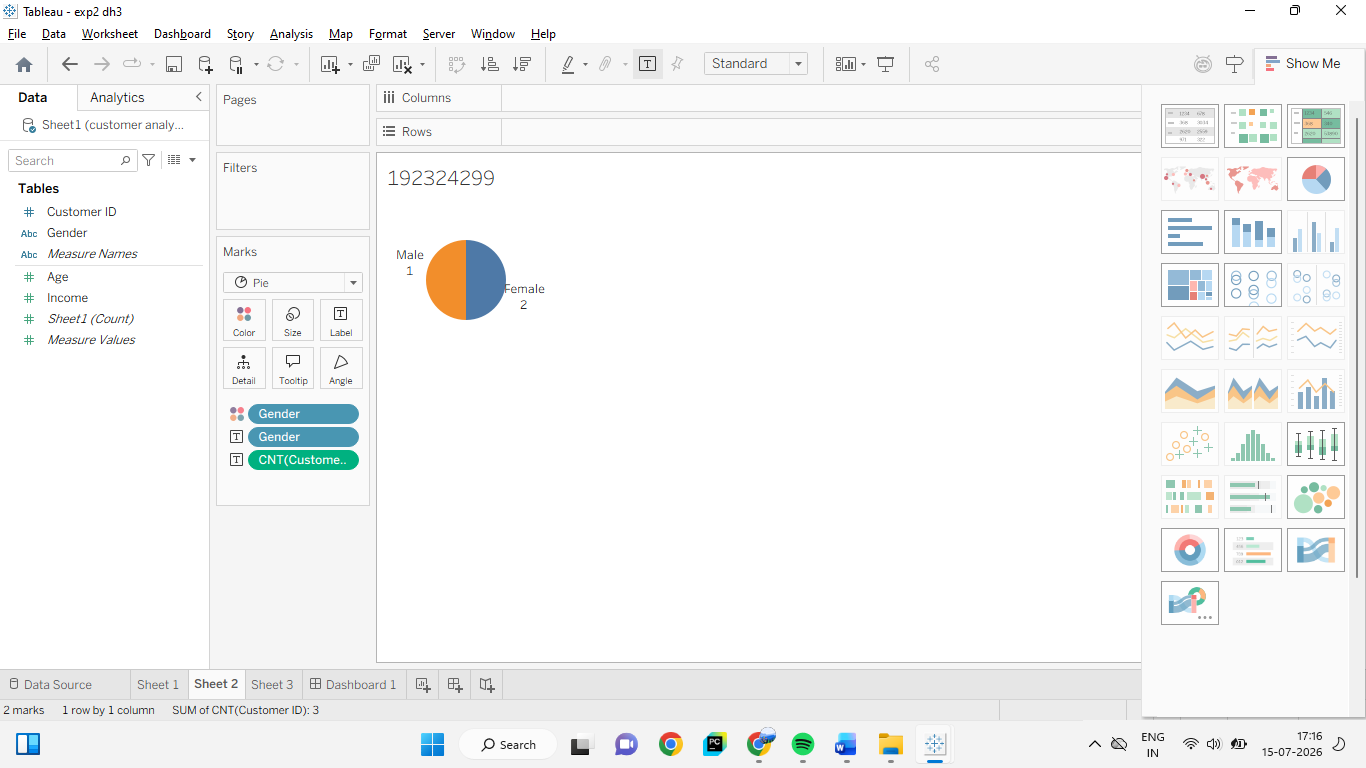 Tableau - exp2 dh3
File Data Worksheet Dashboard Story Analysis Map Format Server Window Help
Standard
Show Me
Data Analytics
Sheet1 (customer analy...
Search
Tables
Customer ID
Abc Gender
Abc Measure Names
Age
Income
Sheet1 (Count)
Measure Values
Pages
Filters
Marks
Pie
Color Size Label
Detail Tooltip Angle
Gender
Gender
CNT(Custome..
Columns
Rows
192324299
Male
1
Female
2
Data Source Sheet 1 Sheet 2 Sheet 3 Dashboard 1
2 marks 1 row by 1 column SUM of CNT(Customer ID): 3
Search
ENG
IN
17:16
15-07-2026